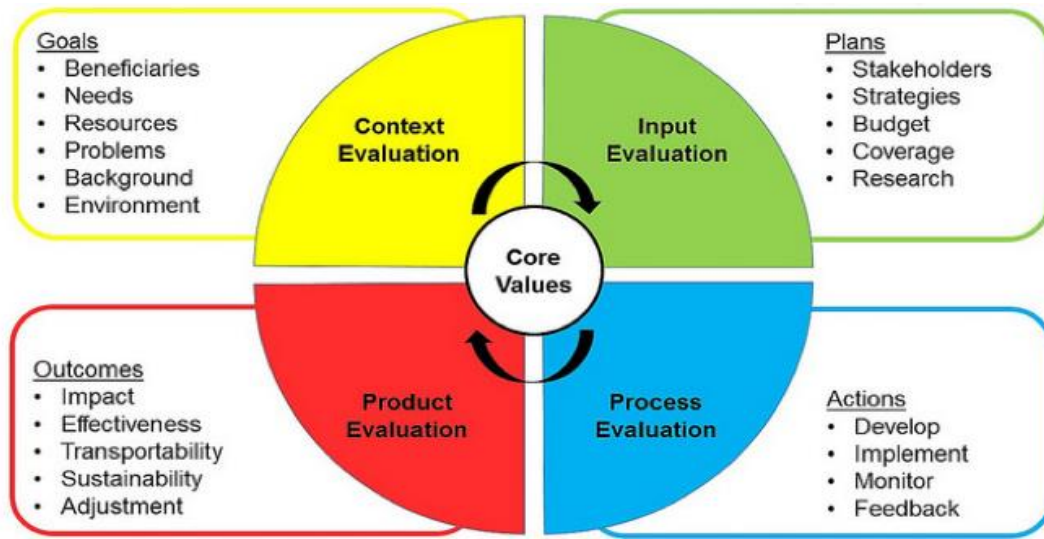 Goals
• Beneficiaries
• Needs
• Resources
• Problems
• Background
• Environment
Context
Evaluation
Input
Evaluation
Plans
• Stakeholders
• Strategies
• Budget
• Coverage
• Research
Core
Values
Outcomes
• Impact
• Effectiveness
• Transportability
• Sustainability
• Adjustment
Product
Evaluation
Process
Evaluation
Actions
• Develop
• Implement
• Monitor
• Feedback